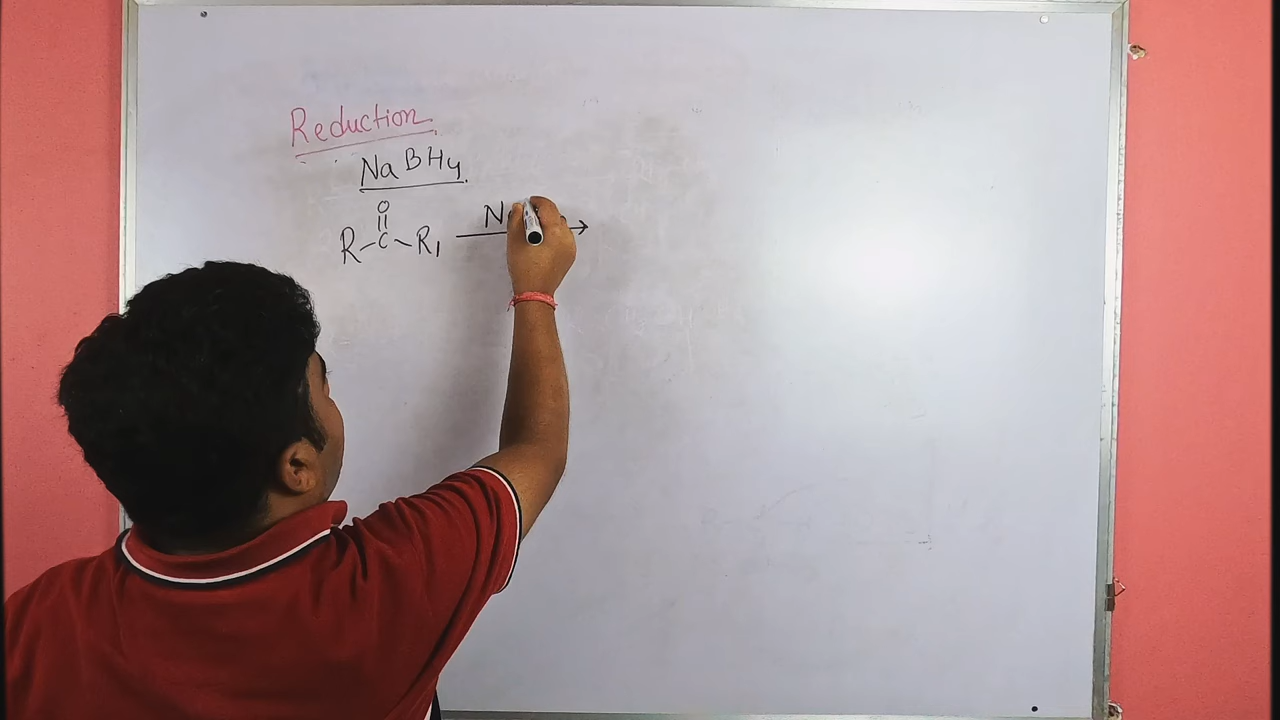 Reduction
NaBH4
O
||
R-C-R1 →